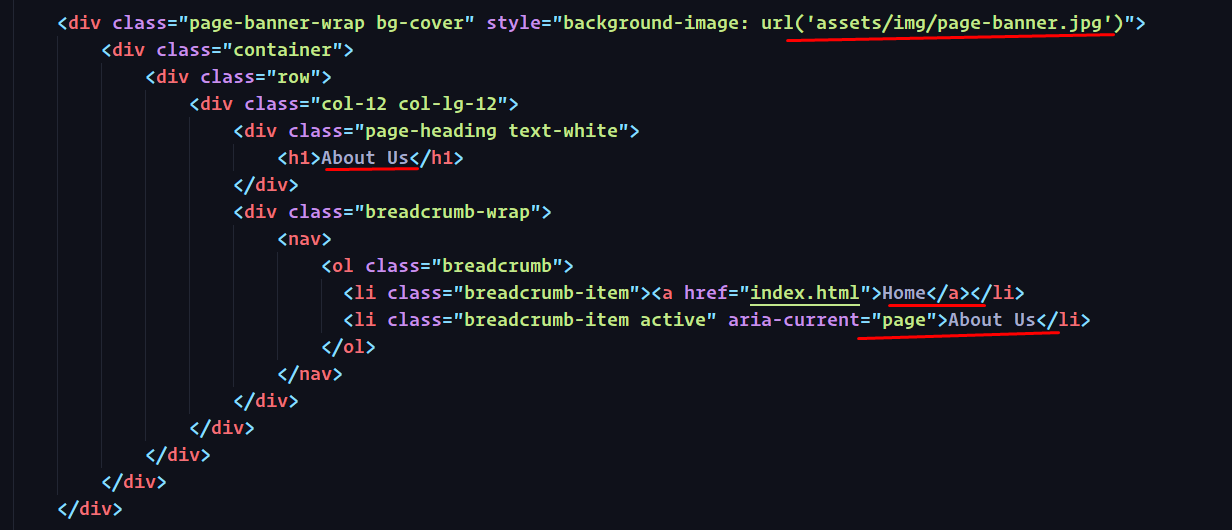 <div class="page-banner-wrap bg-cover" style="background-image: url('assets/img/page-banner.jpg')">
<div class="container">
<div class="row">
<div class="col-12 col-lg-12">
<div class="page-heading text-white">
<h1>About Us</h1>
</div>
<div class="breadcrumb-wrap">
<nav>
<ol class="breadcrumb">
<li class="breadcrumb-item"><a href="index.html">Home</a></li>
<li class="breadcrumb-item active" aria-current="page">About Us</li>
</ol>
</nav>
</div>
</div>
</div>
</div>
</div>